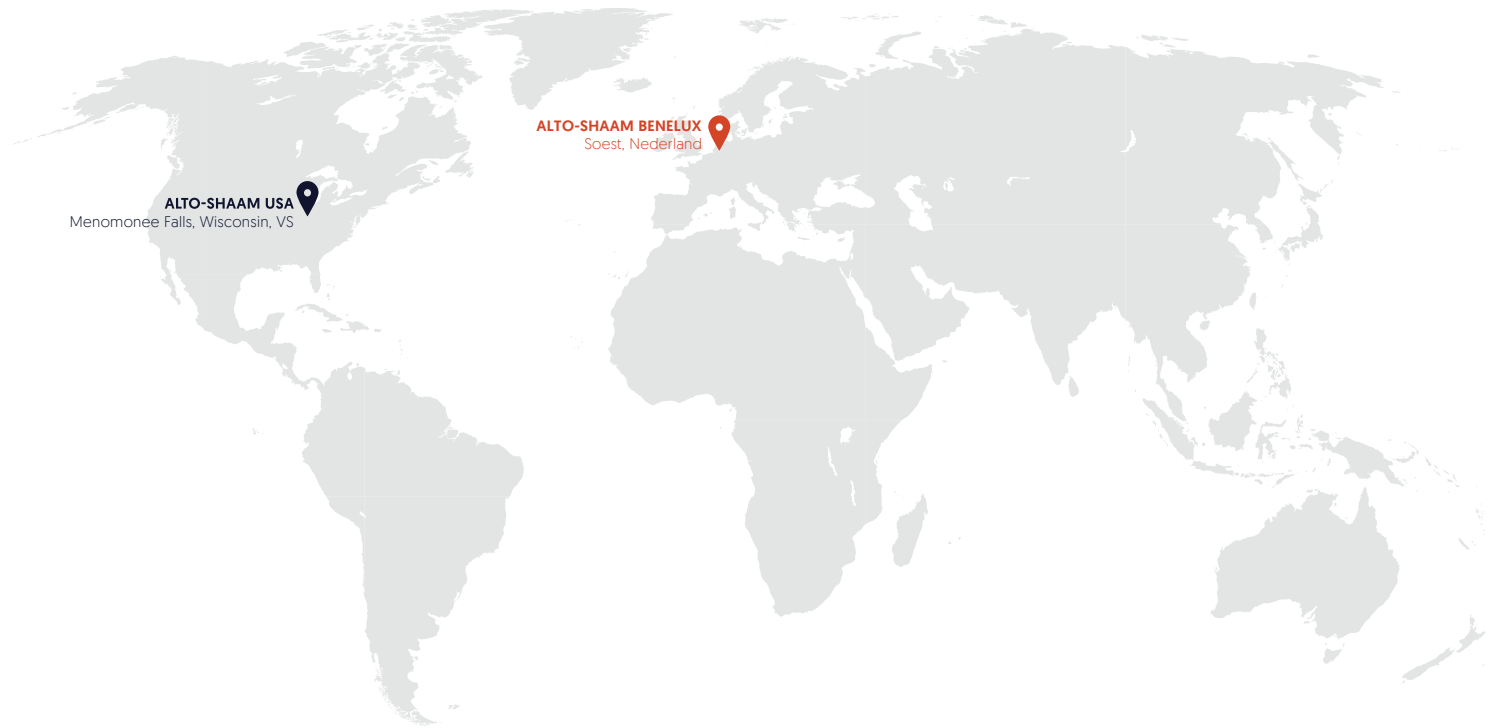 ALTO-SHAAM BENELUX
Soest, Nederland
ALTO-SHAAM USA
Menomonee Falls, Wisconsin, VS